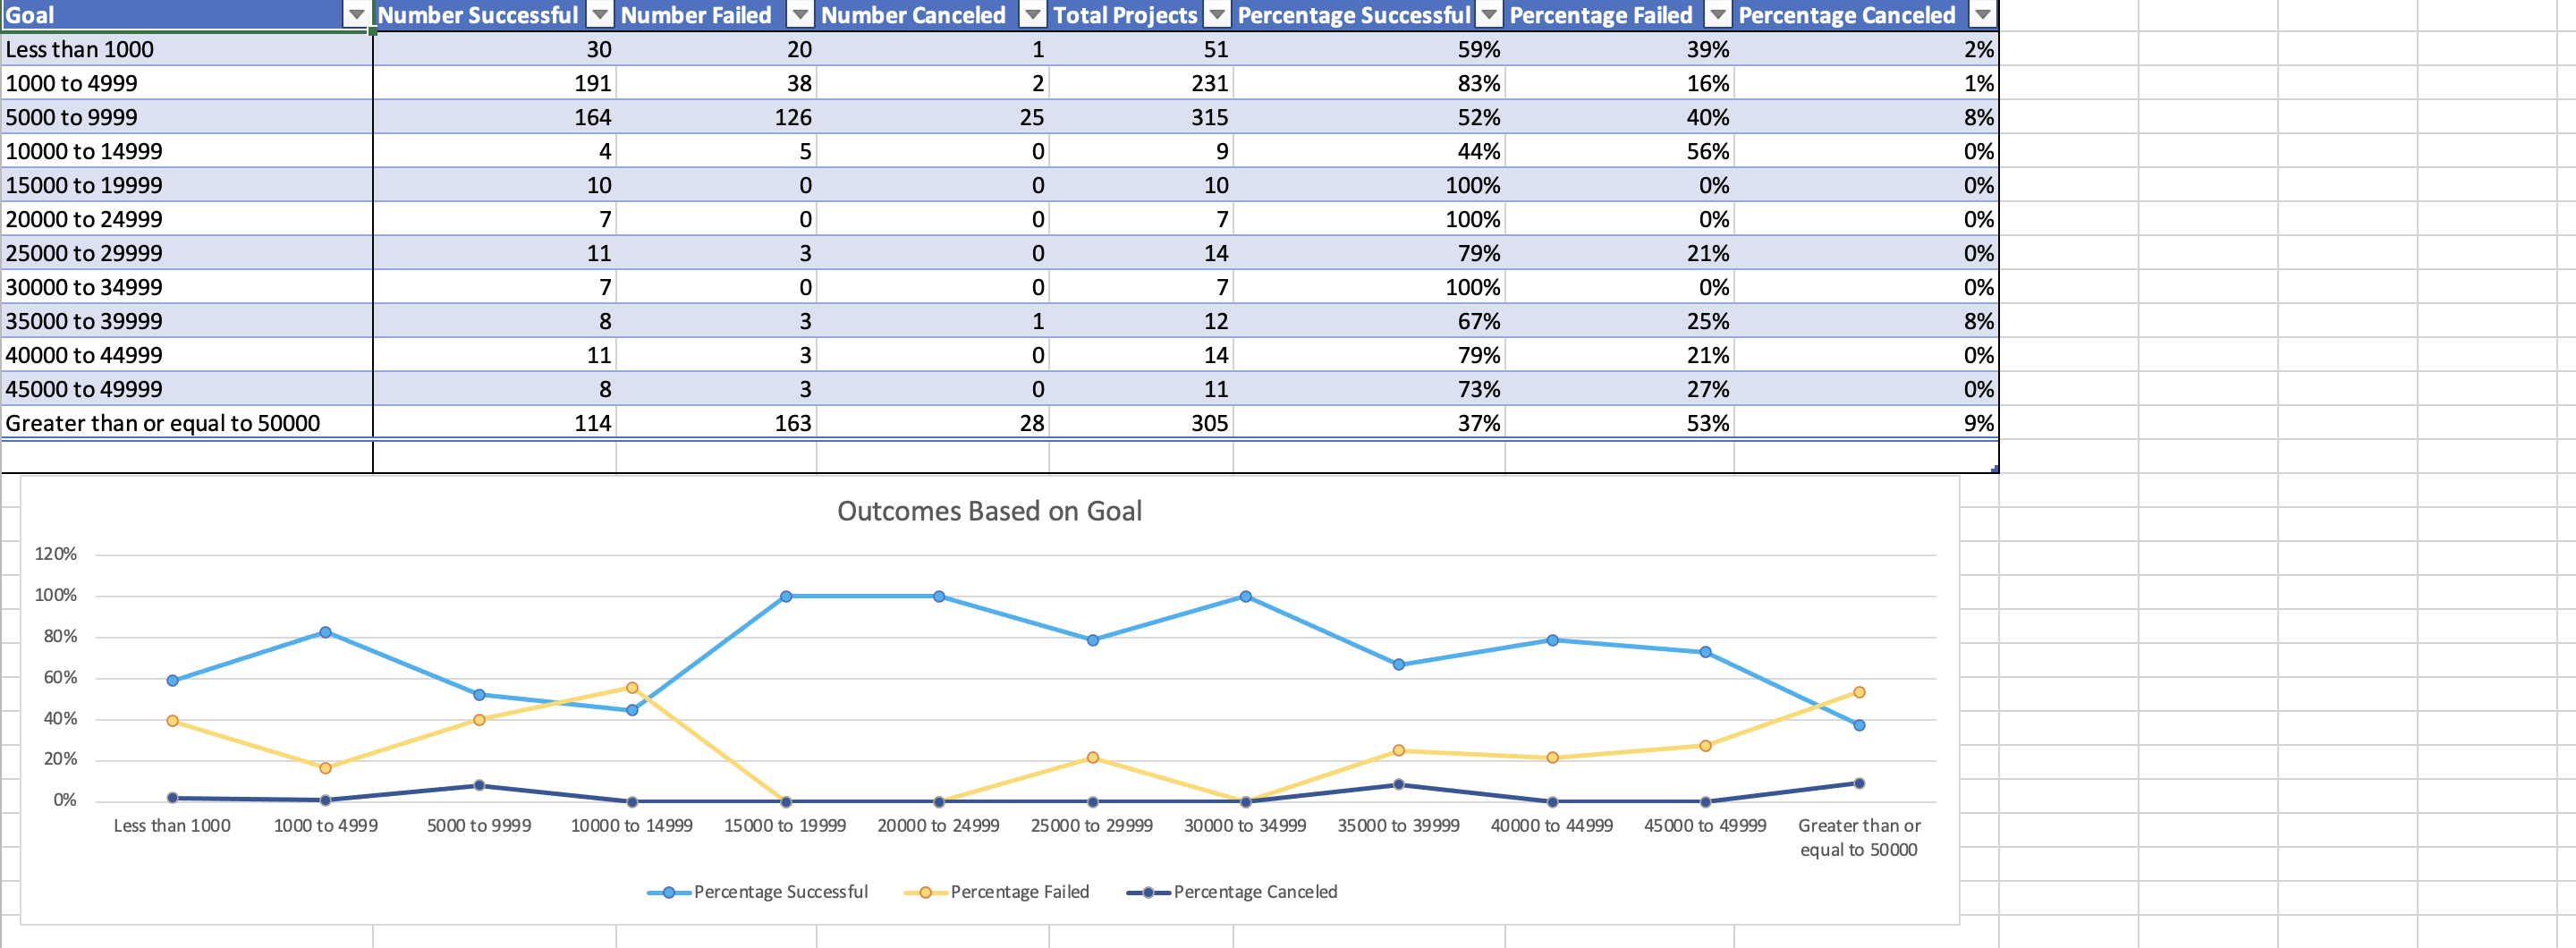 Goal Number Successful Number Failed Number Canceled Total Projects Percentage Successful Percentage Failed Percentage Canceled
Less than 1000 30 20 1 51 59% 39% 2%
1000 to 4999 191 38 2 231 83% 16% 1%
5000 to 9999 164 126 25 315 52% 40% 8%
10000 to 14999 4 5 0 9 44% 56% 0%
15000 to 19999 10 0 0 10 100% 0% 0%
20000 to 24999 7 0 0 7 100% 0% 0%
25000 to 29999 11 3 0 14 79% 21% 0%
30000 to 34999 7 0 0 7 100% 0% 0%
35000 to 39999 8 3 1 12 67% 25% 8%
40000 to 44999 11 3 0 14 79% 21% 0%
45000 to 49999 8 3 0 11 73% 27% 0%
Greater than or equal to 50000 114 163 28 305 37% 53% 9%
Outcomes Based on Goal
120%
100%
80%
60%
40%
20%
0%
Less than 1000 1000 to 4999 5000 to 9999 10000 to 14999 15000 to 19999 20000 to 24999 25000 to 29999 30000 to 34999 35000 to 39999 40000 to 44999 45000 to 49999 Greater than or
equal to 50000
Percentage Successful Percentage Failed Percentage Canceled